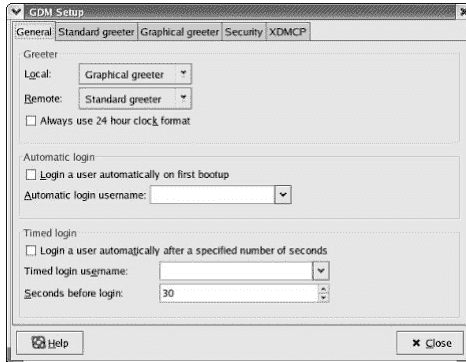 GDM Setup
General Standard greeter Graphical greeter Security XDMCP
Greeter
Local: Graphical greeter
Remote: Standard greeter
Always use 24 hour clock format
Automatic login
Login a user automatically on first bootup
Automatic login username:
Timed login
Login a user automatically after a specified number of seconds
Timed login username:
Seconds before login: 30
Help Close